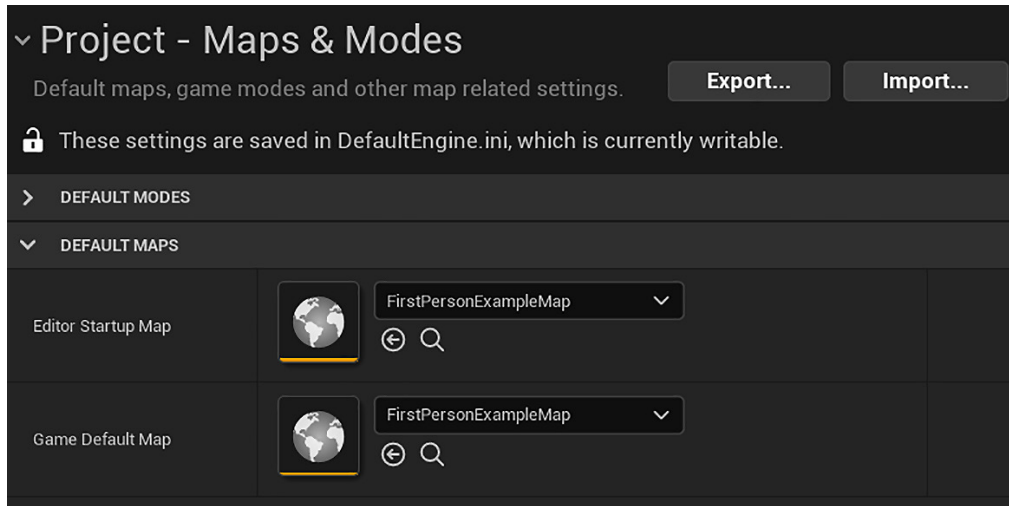 Project - Maps & Modes
Default maps, game modes and other map related settings.
Export...
Import...
These settings are saved in DefaultEngine.ini, which is currently writable.
DEFAULT MODES
DEFAULT MAPS
Editor Startup Map
FirstPersonExampleMap
Game Default Map
FirstPersonExampleMap